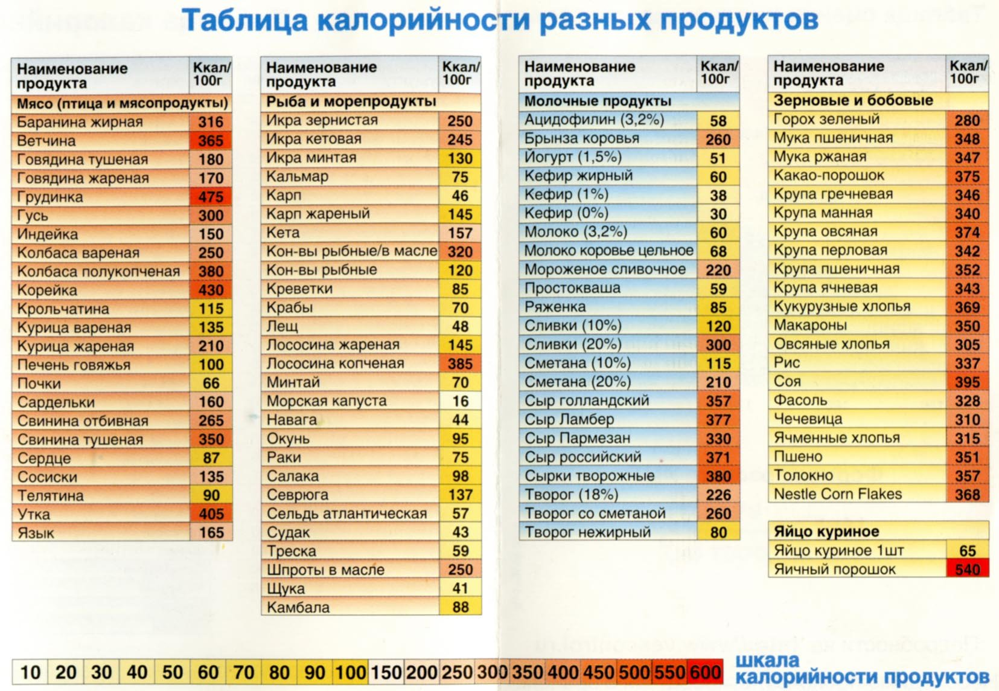 Таблица калорийности разных продуктов
Наименование продукта Ккал/100г
Мясо (птица и мясопродукты)
Баранина жирная 316
Ветчина 365
Говядина тушеная 180
Говядина жареная 170
Грудинка 475
Гусь 300
Индейка 150
Колбаса вареная 250
Колбаса полукопченая 380
Корейка 430
Крольчатина 115
Курица вареная 135
Курица жареная 210
Печень говяжья 100
Почки 66
Сардельки 160
Свинина отбивная 265
Свинина тушеная 350
Сердце 87
Сосиски 135
Телятина 90
Утка 405
Язык 165
Наименование продукта Ккал/100г
Рыба и морепродукты
Икра зернистая 250
Икра кетовая 245
Икра минтая 130
Кальмар 75
Карп 46
Карп жареный 145
Кета 157
Кон-вы рыбные/в масле 320
Кон-вы рыбные 120
Креветки 85
Крабы 70
Лещ 48
Лососина жареная 145
Лососина копченая 385
Минтай 70
Морская капуста 16
Навага 44
Окунь 95
Раки 75
Салака 98
Севрюга 137
Сельдь атлантическая 57
Судак 43
Треска 59
Шпроты в масле 250
Щука 41
Камбала 88
Наименование продукта Ккал/100г
Молочные продукты
Ацидофилин (3,2%) 58
Брынза коровья 260
Йогурт (1,5%) 51
Кефир жирный 60
Кефир (1%) 38
Кефир (0%) 30
Молоко (3,2%) 60
Молоко коровье цельное 68
Мороженое сливочное 220
Простокваша 59
Ряженка 85
Сливки (10%) 120
Сливки (20%) 300
Сметана (10%) 115
Сметана (20%) 210
Сыр голландский 357
Сыр Ламбер 377
Сыр Пармезан 330
Сыр российский 371
Сырки творожные 380
Творог (18%) 226
Творог со сметаной 260
Творог нежирный 80
Наименование продукта Ккал/100г
Зерновые и бобовые
Горох зеленый 280
Мука пшеничная 348
Мука ржаная 347
Какао-порошок 375
Крупа гречневая 346
Крупа манная 340
Крупа овсяная 374
Крупа перловая 342
Крупа пшеничная 352
Крупа ячневая 343
Кукурузные хлопья 369
Макароны 350
Овсяные хлопья 305
Рис 337
Соя 395
Фасоль 328
Чечевица 310
Ячменные хлопья 315
Пшено 351
Толокно 357
Nestle Corn Flakes 368
Яйцо куриное
Яйцо куриное 1шт 65
Яичный порошок 540
10 20 30 40 50 60 70 80 90 100 150 200 250 300 350 400 450 500 550 600
шкала
калорийности продуктов